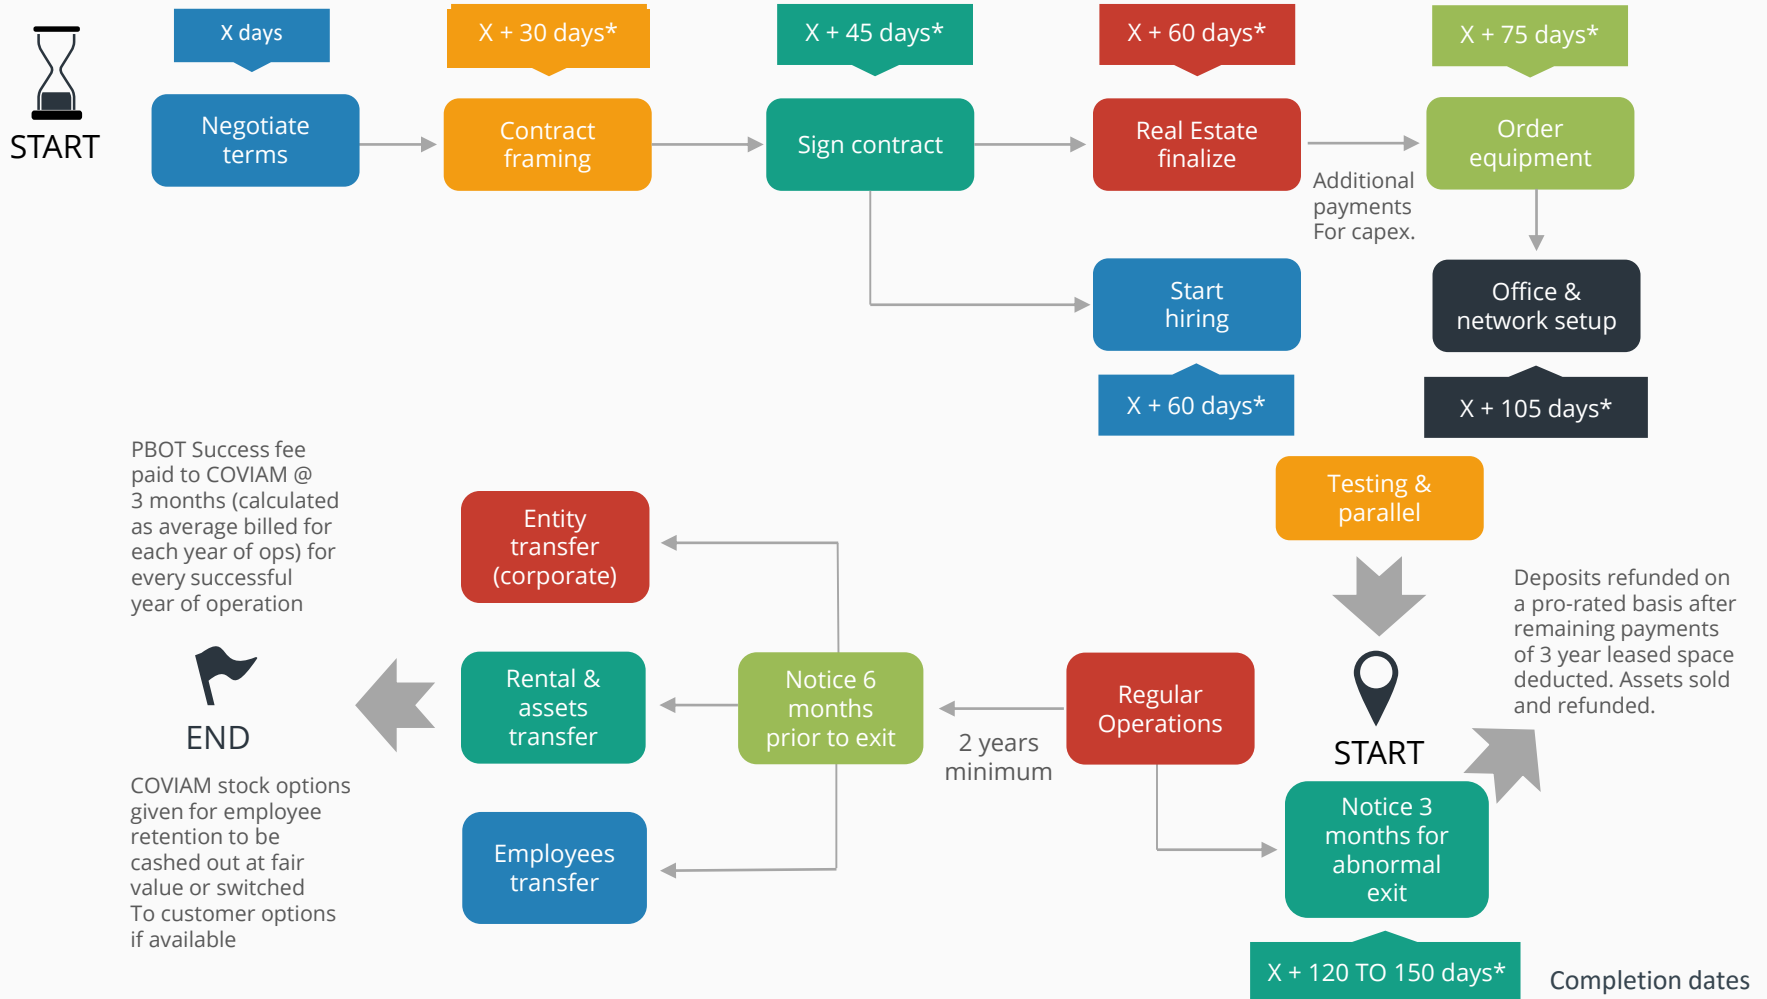 X days
X + 30 days*
X + 45 days*
X + 60 days*
X + 75 days*
START
Negotiate
terms
Contract
framing
Sign contract
Real Estate
finalize
Order
equipment
Additional
payments
For capex.
Start
hiring
Office &
network setup
X + 60 days*
X + 105 days*
Testing &
parallel
PBOT Success fee
paid to COVIAM @
3 months (calculated
as average billed for
each year of ops) for
every successful
year of operation
Entity
transfer
(corporate)
Deposits refunded on
a pro-rated basis after
remaining payments
of 3 year leased space
deducted. Assets sold
and refunded.
END
Rental &
assets
transfer
Notice 6
months
prior to exit
2 years
minimum
Regular
Operations
START
COVIAM stock options
given for employee
retention to be
cashed out at fair
value or switched
To customer options
if available
Employees
transfer
Notice 3
months for
abnormal
exit
X + 120 TO 150 days*
Completion dates